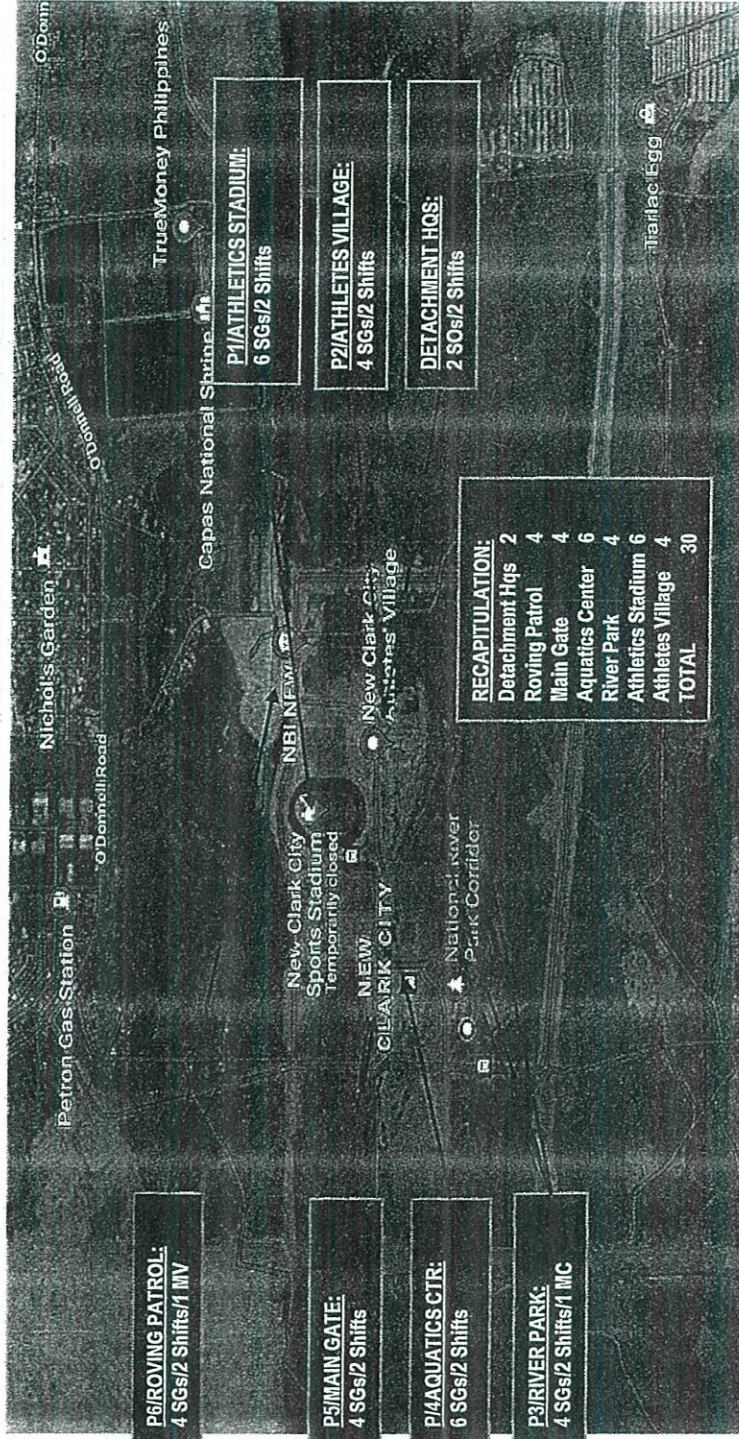 O'Donn
TrueMoney Philippines
O'Donnell Road
Capas National Shrine
Nichol's Garden
O'Donnell Road
Petron Gas Station
P1/ATHLETICS STADIUM:
6 SGs/2 Shifts
P2/ATHLETES VILLAGE:
4 SGs/2 Shifts
DETACHMENT HQS:
2 SOs/2 Shifts
Tarlac Egg
NBI NEW
New Clark City
Athletes' Village
New Clark City
Sports Stadium
Temporarily closed
NEW
CLARK CITY
National River
Park Corridor
RECAPITULATION:
Detachment Hqs 2
Roving Patrol 4
Main Gate 4
Aquatics Center 6
River Park 4
Athletics Stadium 6
Athletes Village 4
TOTAL 30
P6/ROVING PATROL:
4 SGs/2 Shifts/1 MV
P5/MAIN GATE:
4 SGs/2 Shifts
P/4AQUATICS CTR:
6 SGs/2 Shifts
P3/RIVER PARK:
4 SGs/2 Shifts/1 MC